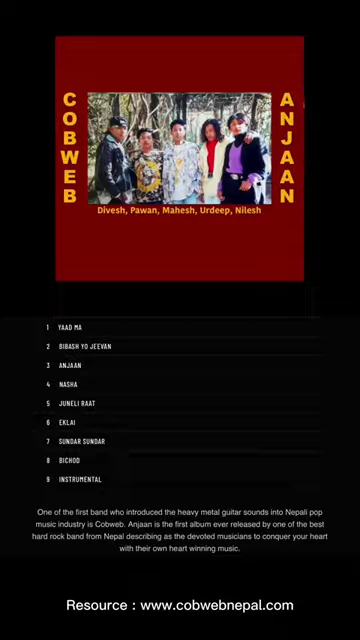 COBWEB
ANJAAN
Divesh, Pawan, Mahesh, Urdeep, Nilesh
1 YAAD MA
2 BIBASH YO JEEVAN
3 ANJAAN
4 NASHA
5 JUNELI RAAT
6 EKLAI
7 SUNDAR SUNDAR
8 BICHOD
9 INSTRUMENTAL
One of the first band who introduced the heavy metal guitar sounds into Nepali pop
music industry is Cobweb. Anjaan is the first album ever released by one of the best
hard rock band from Nepal describing as the devoted musicians to conquer your heart
with their own heart winning music.
Resource : www.cobwebnepal.com